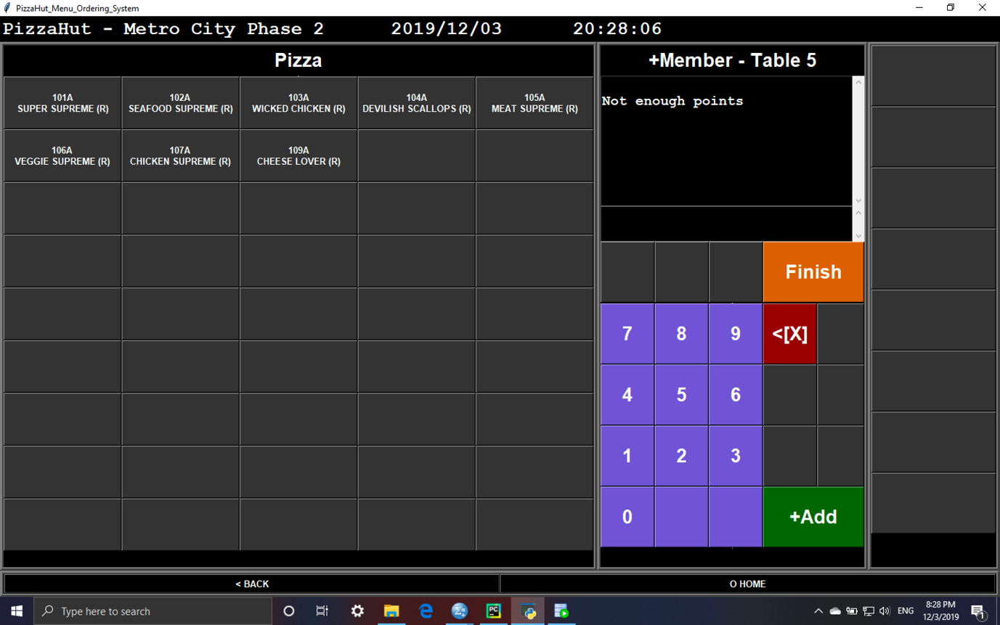 PizzaHut_Menu_Ordering_System
PizzaHut - Metro City Phase 2 2019/12/03 20:28:06
Pizza
101A
SUPER SUPREME (R)
102A
SEAFOOD SUPREME (R)
103A
WICKED CHICKEN (R)
104A
DEVILISH SCALLOPS (R)
105A
MEAT SUPREME (R)
106A
VEGGIE SUPREME (R)
107A
CHICKEN SUPREME (R)
109A
CHEESE LOVER (R)
+Member - Table 5
Not enough points
Finish
7 8 9 <[X]
4 5 6
1 2 3
0 +Add
< BACK
O HOME
Type here to search
PC
ENG
8:28 PM
12/3/2019
1